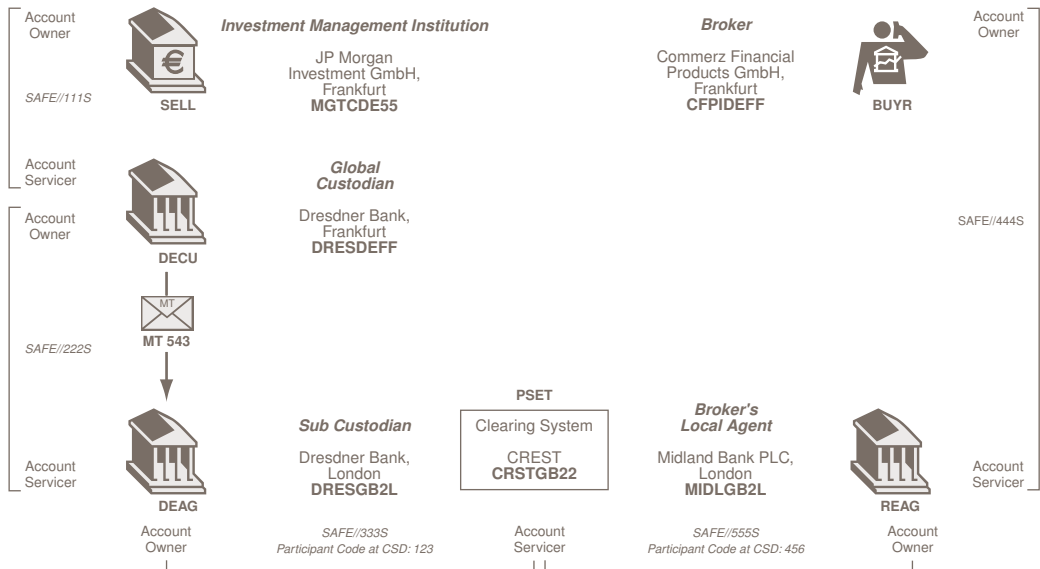 Account
Owner
SAFE//111S
SELL
Investment Management Institution
JP Morgan
Investment GmbH,
Frankfurt
MGTCDE55
Broker
Commerz Financial
Products GmbH,
Frankfurt
CFPIDEFF
BUYR
Account
Owner
Account
Servicer
Account
Owner
DECU
Global
Custodian
Dresdner Bank,
Frankfurt
DRESDEFF
SAFE//444S
MT
MT 543
SAFE//222S
Account
Servicer
DEAG
Sub Custodian
Dresdner Bank,
London
DRESGB2L
PSET
Clearing System
CREST
CRSTGB22
Broker's
Local Agent
Midland Bank PLC,
London
MIDLGB2L
REAG
Account
Servicer
Account
Owner
SAFE//333S
Participant Code at CSD: 123
Account
Servicer
SAFE//555S
Participant Code at CSD: 456
Account
Owner